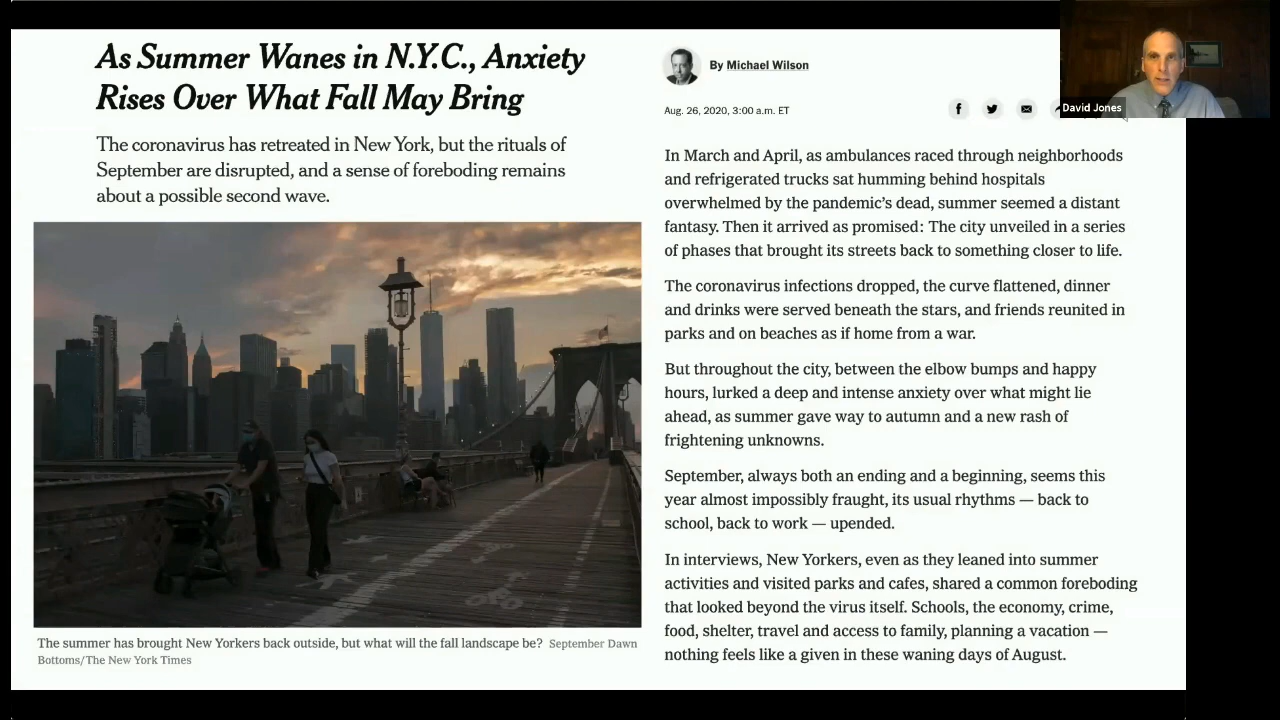 As Summer Wanes in N.Y.C., Anxiety
Rises Over What Fall May Bring
The coronavirus has retreated in New York, but the rituals of
September are disrupted, and a sense of foreboding remains
about a possible second wave.
The summer has brought New Yorkers back outside, but what will the fall landscape be? September Dawn
Bottoms/The New York Times
By Michael Wilson
Aug. 26, 2020, 3:00 a.m. ET
In March and April, as ambulances raced through neighborhoods
and refrigerated trucks sat humming behind hospitals
overwhelmed by the pandemic’s dead, summer seemed a distant
fantasy. Then it arrived as promised: The city unveiled in a series
of phases that brought its streets back to something closer to life.
The coronavirus infections dropped, the curve flattened, dinner
and drinks were served beneath the stars, and friends reunited in
parks and on beaches as if home from a war.
But throughout the city, between the elbow bumps and happy
hours, lurked a deep and intense anxiety over what might lie
ahead, as summer gave way to autumn and a new rash of
frightening unknowns.
September, always both an ending and a beginning, seems this
year almost impossibly fraught, its usual rhythms — back to
school, back to work — upended.
In interviews, New Yorkers, even as they leaned into summer
activities and visited parks and cafes, shared a common foreboding
that looked beyond the virus itself. Schools, the economy, crime,
food, shelter, travel and access to family, planning a vacation —
nothing feels like a given in these waning days of August.
David Jones